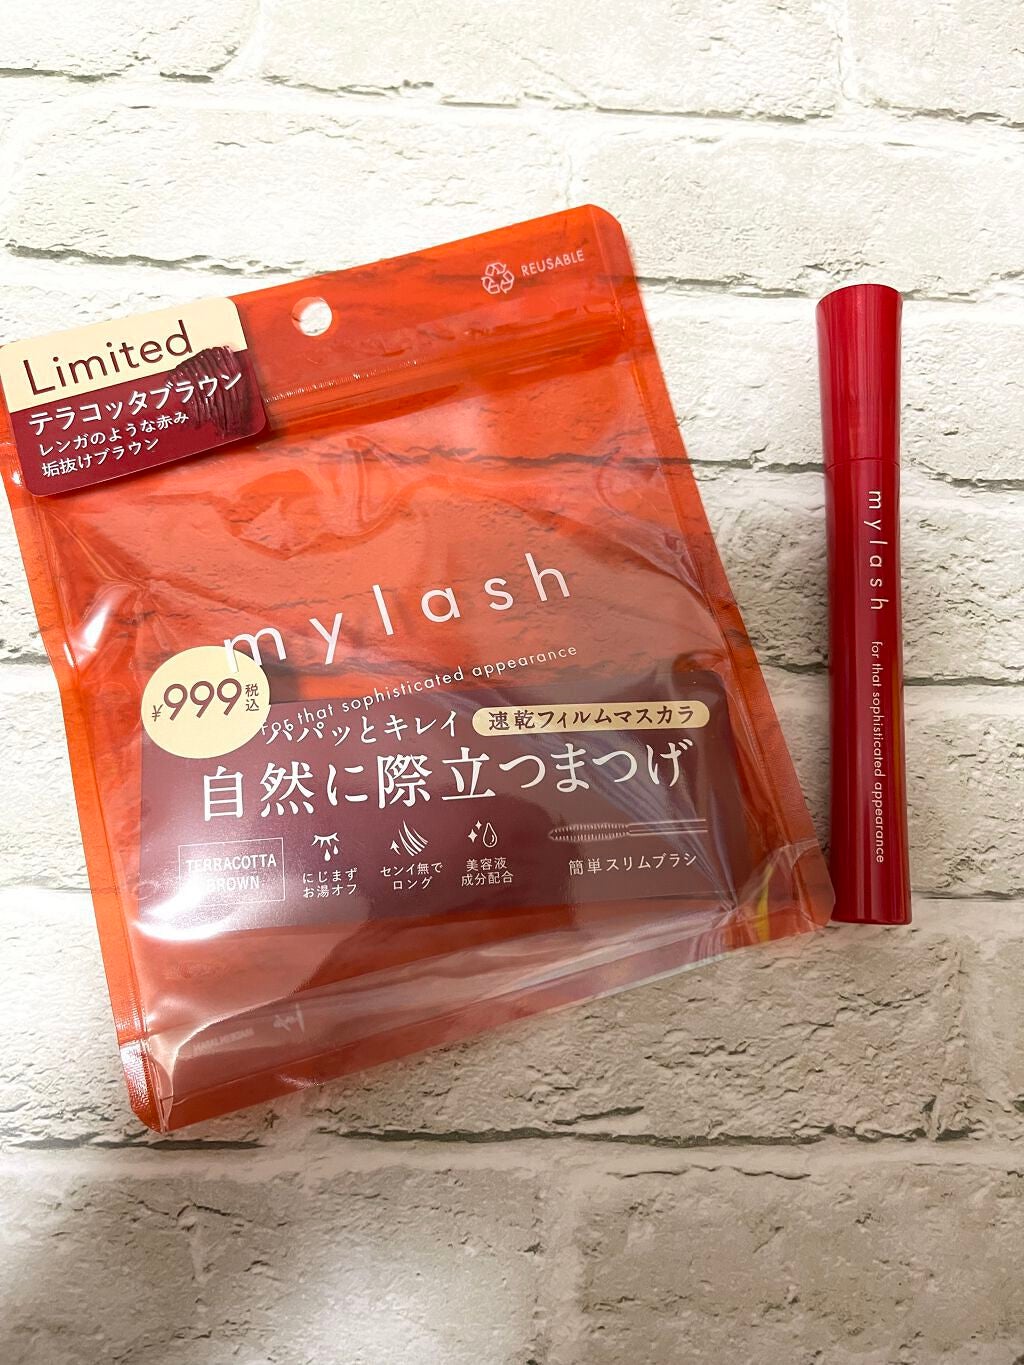 REUSABLE
Limited
テラコッタブラウン
レンガのような赤み
垢抜けブラウン
mylash
for that sophisticated appearance
¥999税込
パパッとキレイ 速乾フィルムマスカラ
自然に際立つまつげ
TERRACOTTA
BROWN
にじまず
お湯オフ
センイ無で
ロング
美容液
成分配合
簡単スリムブラシ
mylash for that sophisticated appearance